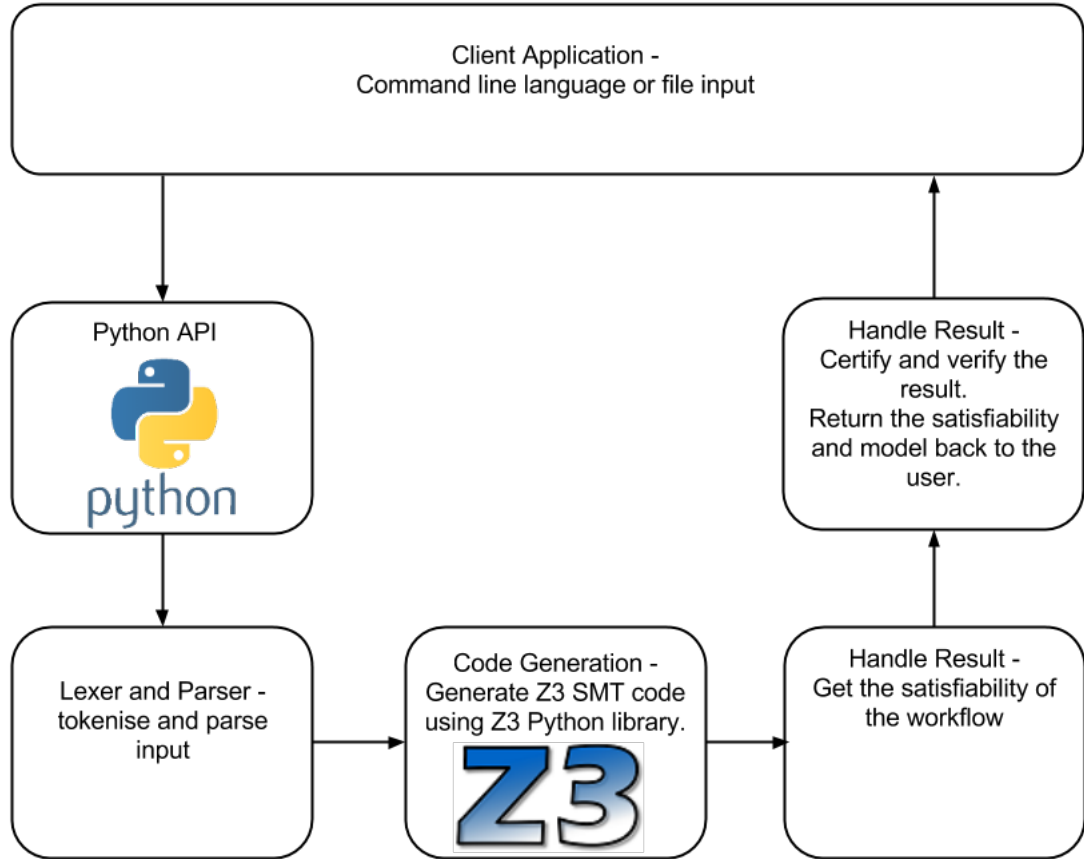 Client Application -
Command line language or file input
Python API
python
Handle Result -
Certify and verify the
result.
Return the satisfiability
and model back to the
user.
Lexer and Parser -
tokenise and parse
input
Code Generation -
Generate Z3 SMT code
using Z3 Python library.
Z3
Handle Result -
Get the satisfiability of
the workflow